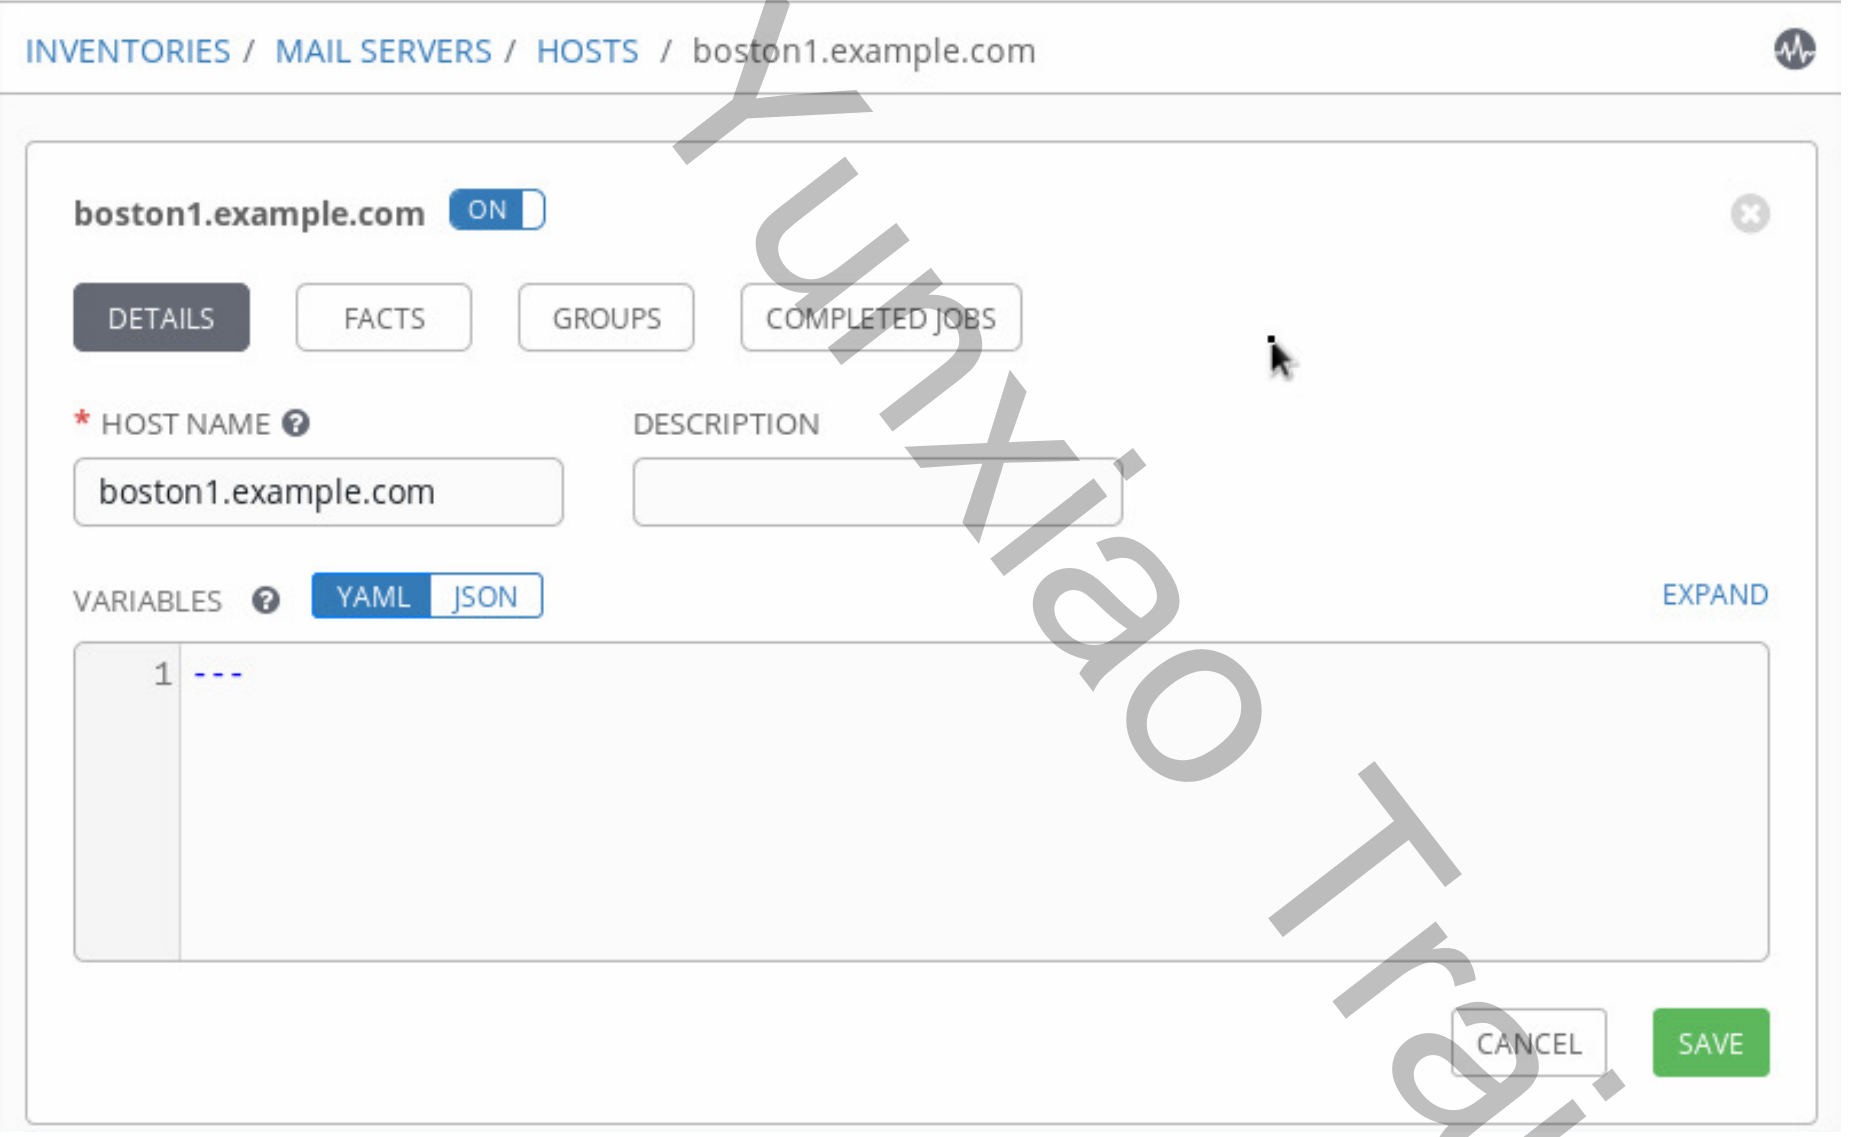 INVENTORIES / MAIL SERVERS / HOSTS / boston1.example.com
boston1.example.com ON
DETAILS FACTS GROUPS COMPLETED JOBS
* HOST NAME ? DESCRIPTION
boston1.example.com
VARIABLES ? YAML JSON EXPAND
1 ---
CANCEL SAVE
Yunxiao Trai